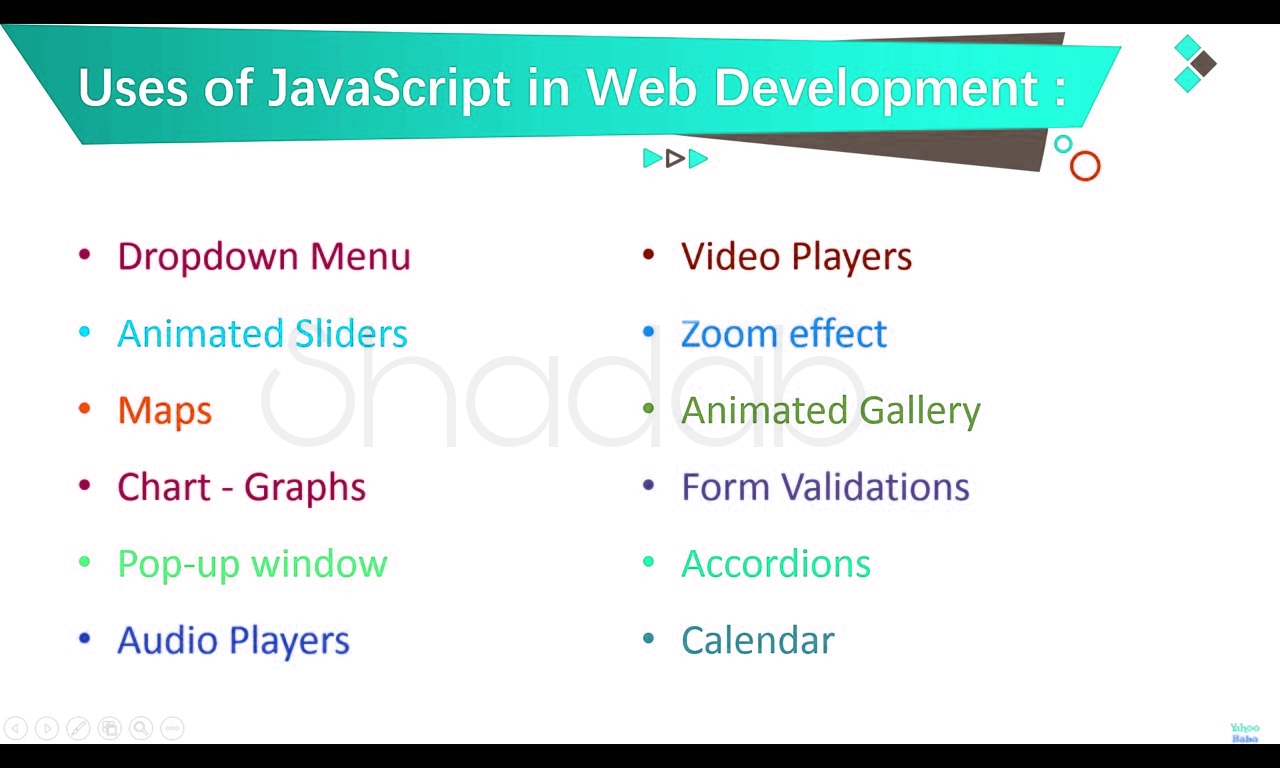 Uses of JavaScript in Web Development :
• Dropdown Menu
• Animated Sliders
• Maps
• Chart - Graphs
• Pop-up window
• Audio Players
• Video Players
• Zoom effect
• Animated Gallery
• Form Validations
• Accordions
• Calendar
Shadab
Yahoo
Baba